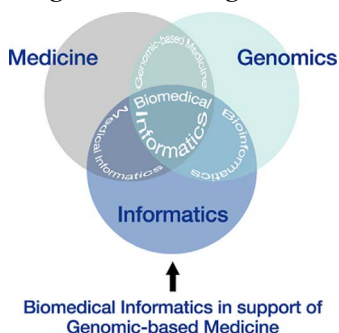 Medicine
Genomics
Genomic-based Medicine
Biomedical
Informatics
Medical Informatics
Bioinformatics
Informatics
Biomedical Informatics in support of
Genomic-based Medicine